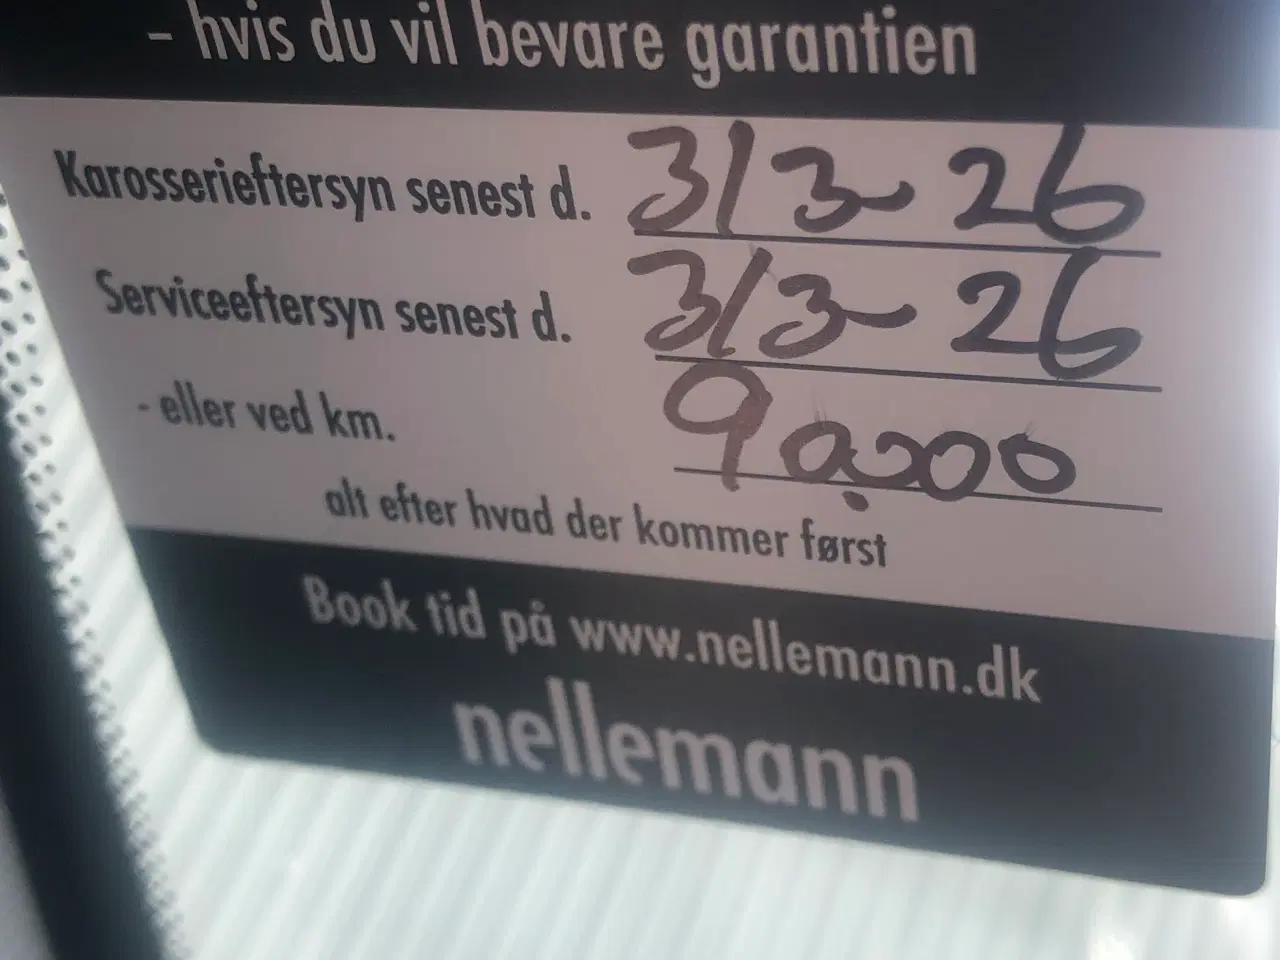 - hvis du vil bevare garantien
Karosserieftersyn senest d. 3/3-26
Serviceeftersyn senest d. 3/3-26
- eller ved km. 90.000
alt efter hvad der kommer først
Book tid på www.nellemann.dk
nellemann